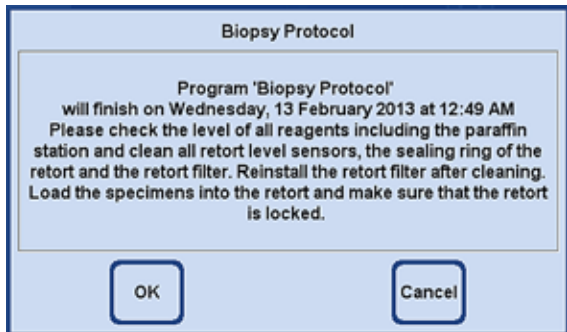 Biopsy Protocol
Program 'Biopsy Protocol'
will finish on Wednesday, 13 February 2013 at 12:49 AM
Please check the level of all reagents including the paraffin
station and clean all retort level sensors, the sealing ring of the
retort and the retort filter. Reinstall the retort filter after cleaning.
Load the specimens into the retort and make sure that the retort
is locked.
OK
Cancel